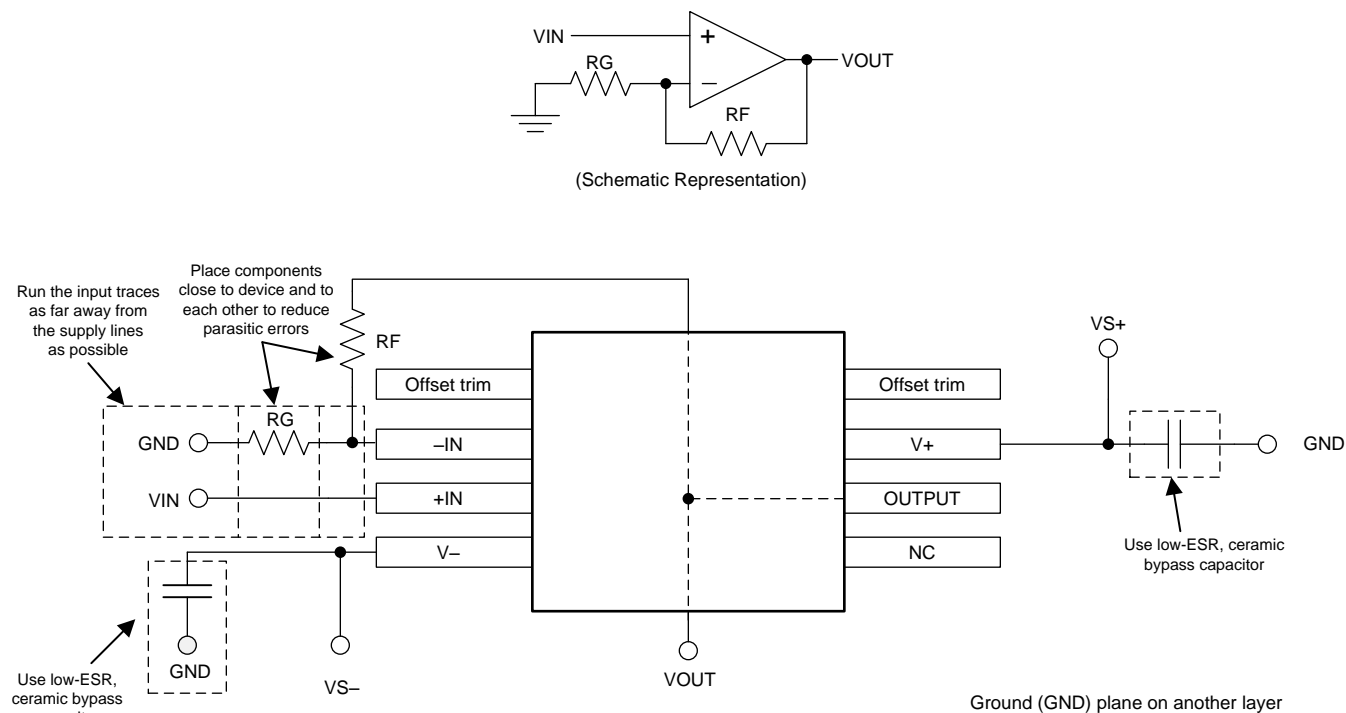 VIN
+
RG
VOUT
–
RF
(Schematic Representation)
Place components
close to device and to
each other to reduce
parasitic errors
Run the input traces
as far away from
the supply lines
as possible
RF
VS+
Offset trim
Offset trim
RG
GND
–IN
V+
GND
VIN
+IN
OUTPUT
V–
NC
Use low-ESR, ceramic
bypass capacitor
GND
VS–
VOUT
Use low-ESR,
ceramic bypass
Ground (GND) plane on another layer